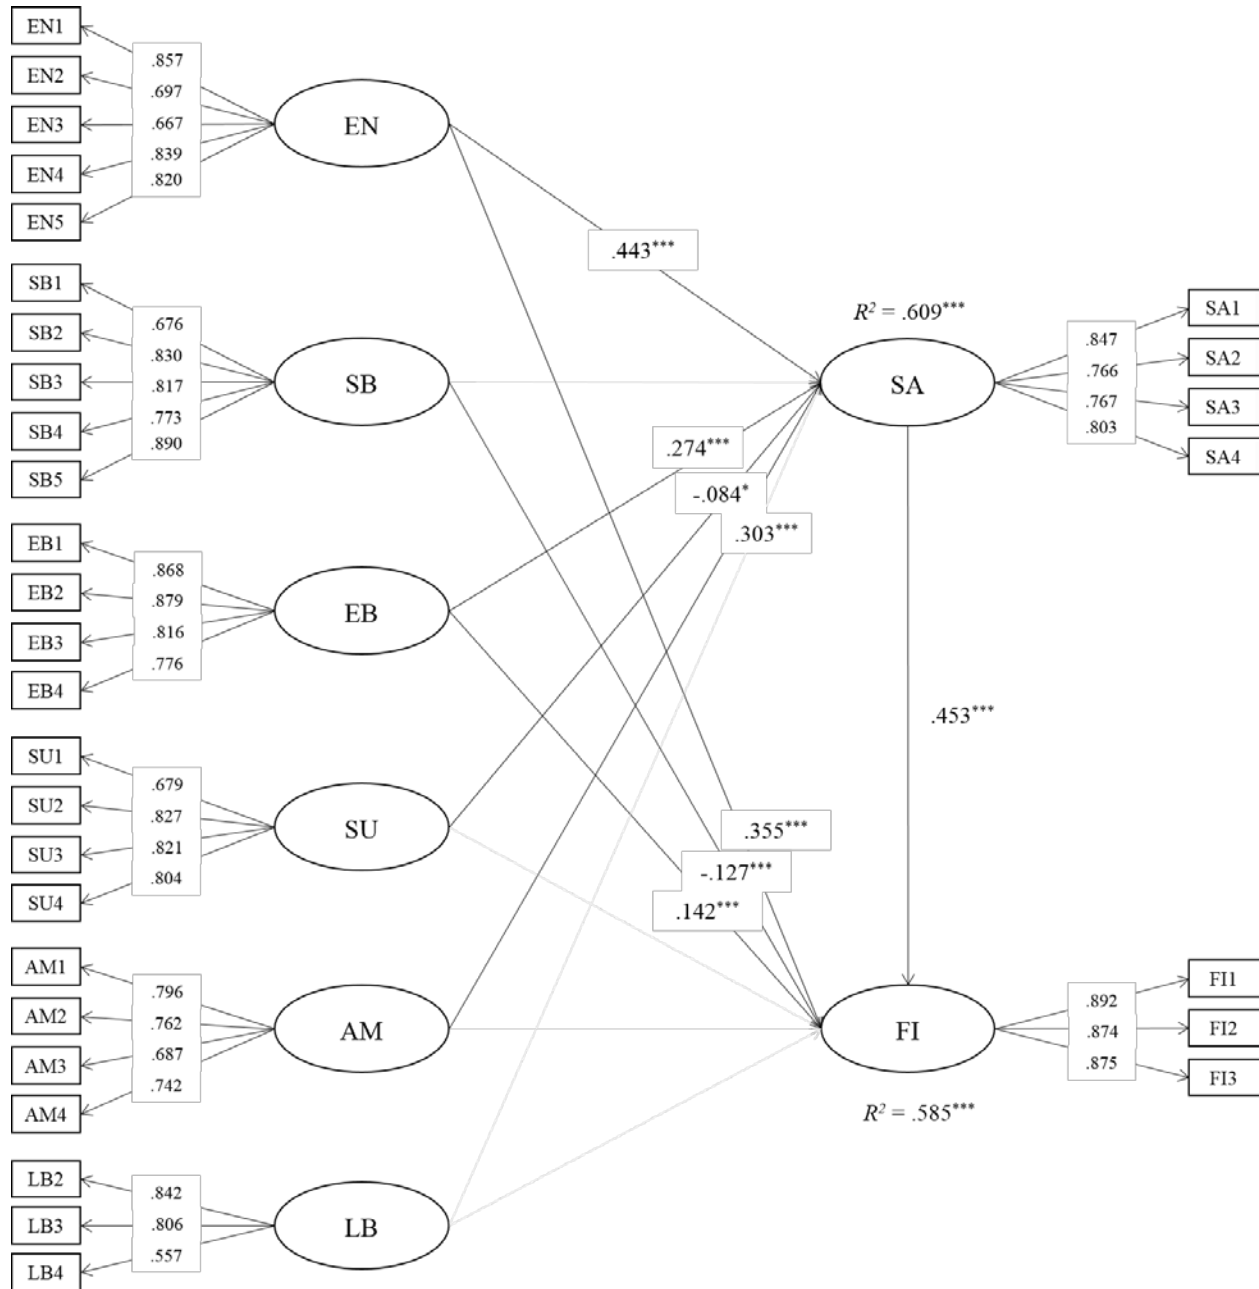 EN1
EN2
EN3
EN4
EN5
.857
.697
.667
.839
.820
EN
.443***
SB1
SB2
SB3
SB4
SB5
.676
.830
.817
.773
.890
SB
R² = .609***
SA
.847
.766
.767
.803
SA1
SA2
SA3
SA4
.274***
-.084*
.303***
EB1
EB2
EB3
EB4
.868
.879
.816
.776
EB
.453***
SU1
SU2
SU3
SU4
.679
.827
.821
.804
SU
.355***
-.127***
.142***
AM1
AM2
AM3
AM4
.796
.762
.687
.742
AM
FI
.892
.874
.875
FI1
FI2
FI3
R² = .585***
LB2
LB3
LB4
.842
.806
.557
LB